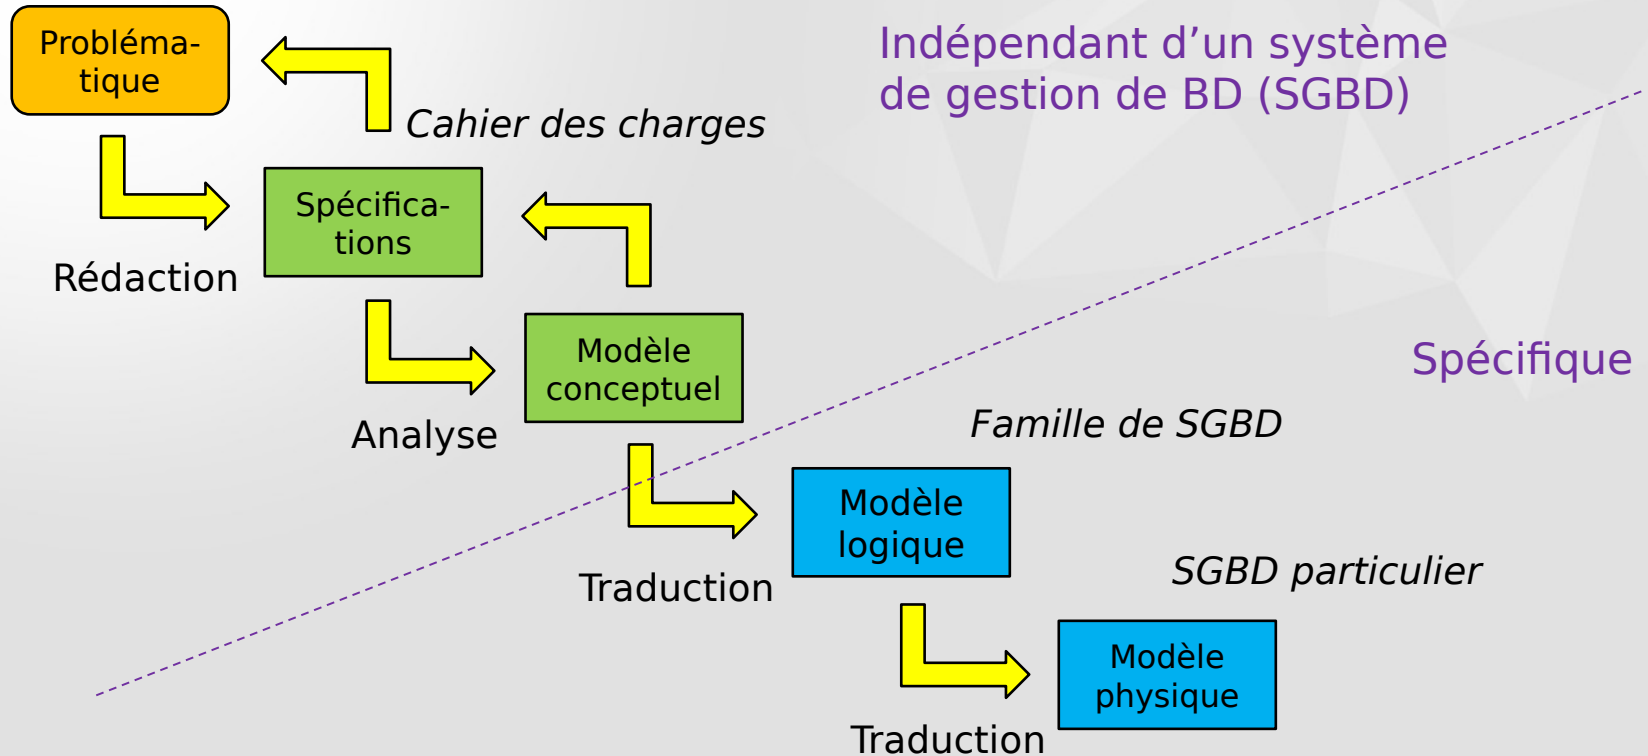 Probléma-
tique
Indépendant d’un système
de gestion de BD (SGBD)
Cahier des charges
Spécifica-
tions
Rédaction
Modèle
conceptuel
Spécifique
Analyse
Famille de SGBD
Modèle
logique
Traduction
SGBD particulier
Modèle
physique
Traduction